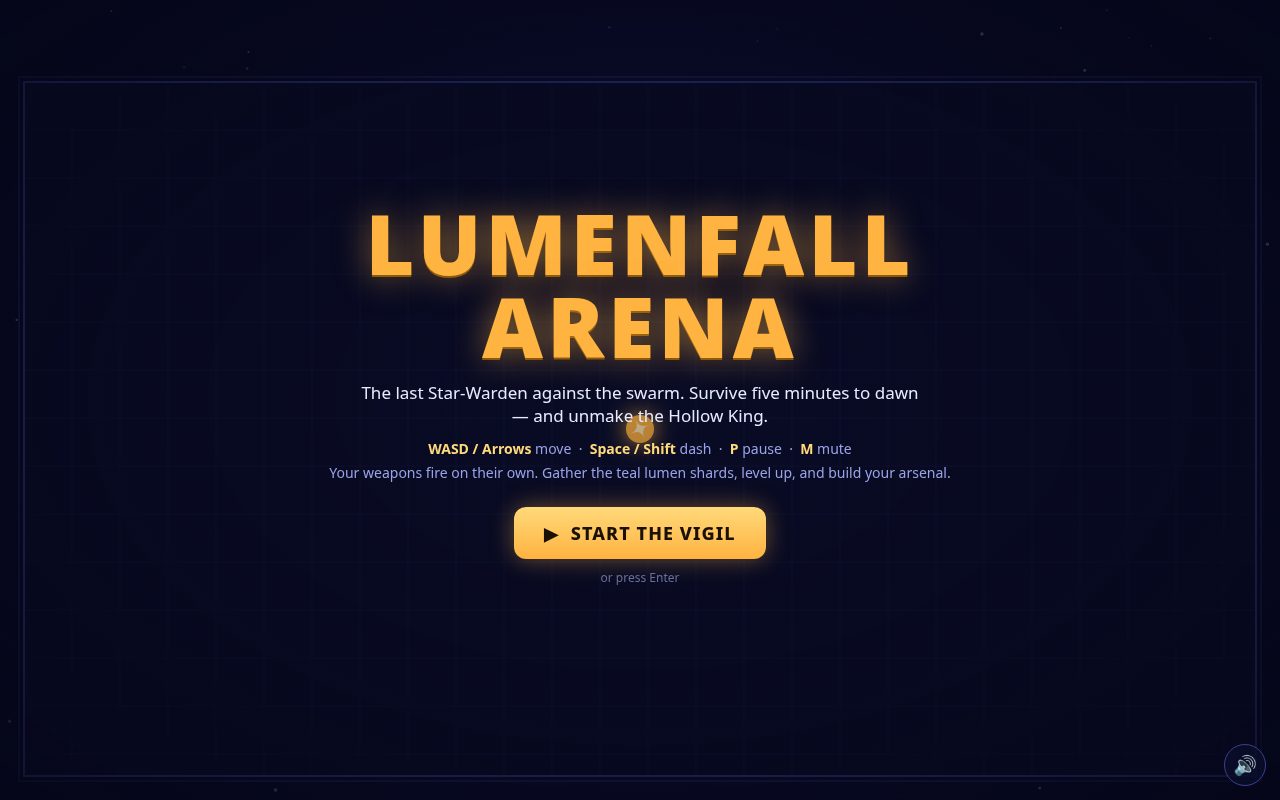 LUMENFALL
ARENA
The last Star-Warden against the swarm. Survive five minutes to dawn
— and unmake the Hollow King.
WASD / Arrows move · Space / Shift dash · P pause · M mute
Your weapons fire on their own. Gather the teal lumen shards, level up, and build your arsenal.
▶ START THE VIGIL
or press Enter